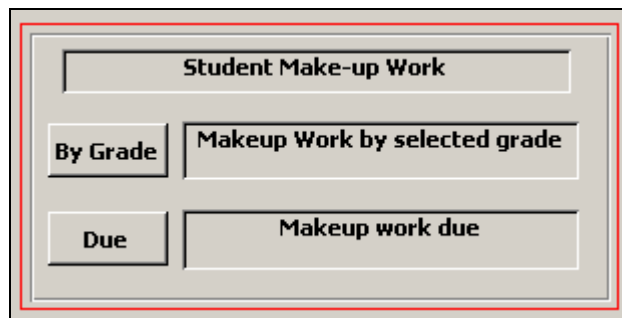 Student Make-up Work
By Grade
Makeup Work by selected grade
Due
Makeup work due